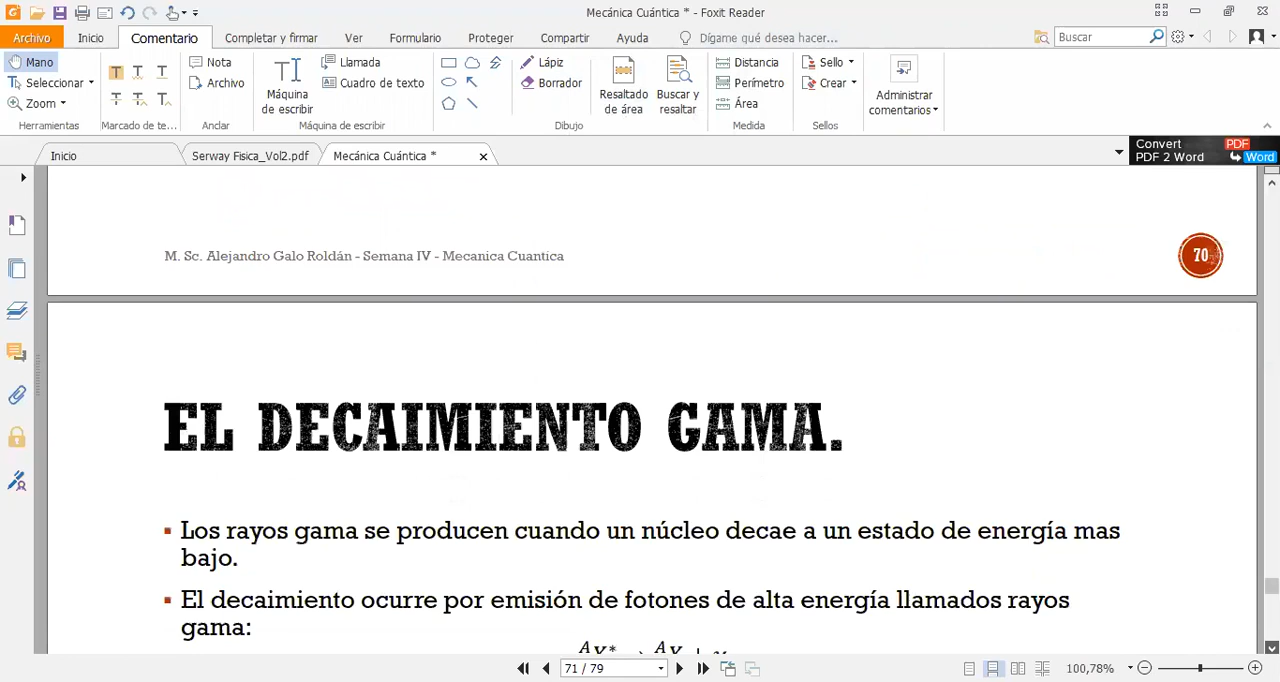 Mecánica Cuántica * - Foxit Reader
Archivo Inicio Comentario Completar y firmar Ver Formulario Proteger Compartir Ayuda Dígame qué desea hacer... Buscar
Mano Nota Llamada Lápiz Distancia Sello
Seleccionar Archivo Cuadro de texto Borrador Perímetro Crear
Zoom Área
Máquina de escribir
Resaltado de área
Buscar y resaltar
Administrar comentarios
Herramientas Marcado de te... Anclar Máquina de escribir Dibujo Medida Sellos
Inicio Serway Fisica_Vol2.pdf Mecánica Cuántica *
Convert PDF
PDF 2 Word Word
M. Sc. Alejandro Galo Roldán - Semana IV - Mecanica Cuantica 70
EL DECAIMIENTO GAMA.
▪ Los rayos gama se producen cuando un núcleo decae a un estado de energía mas
bajo.
▪ El decaimiento ocurre por emisión de fotones de alta energía llamados rayos
gama:
71 / 79 100,78%